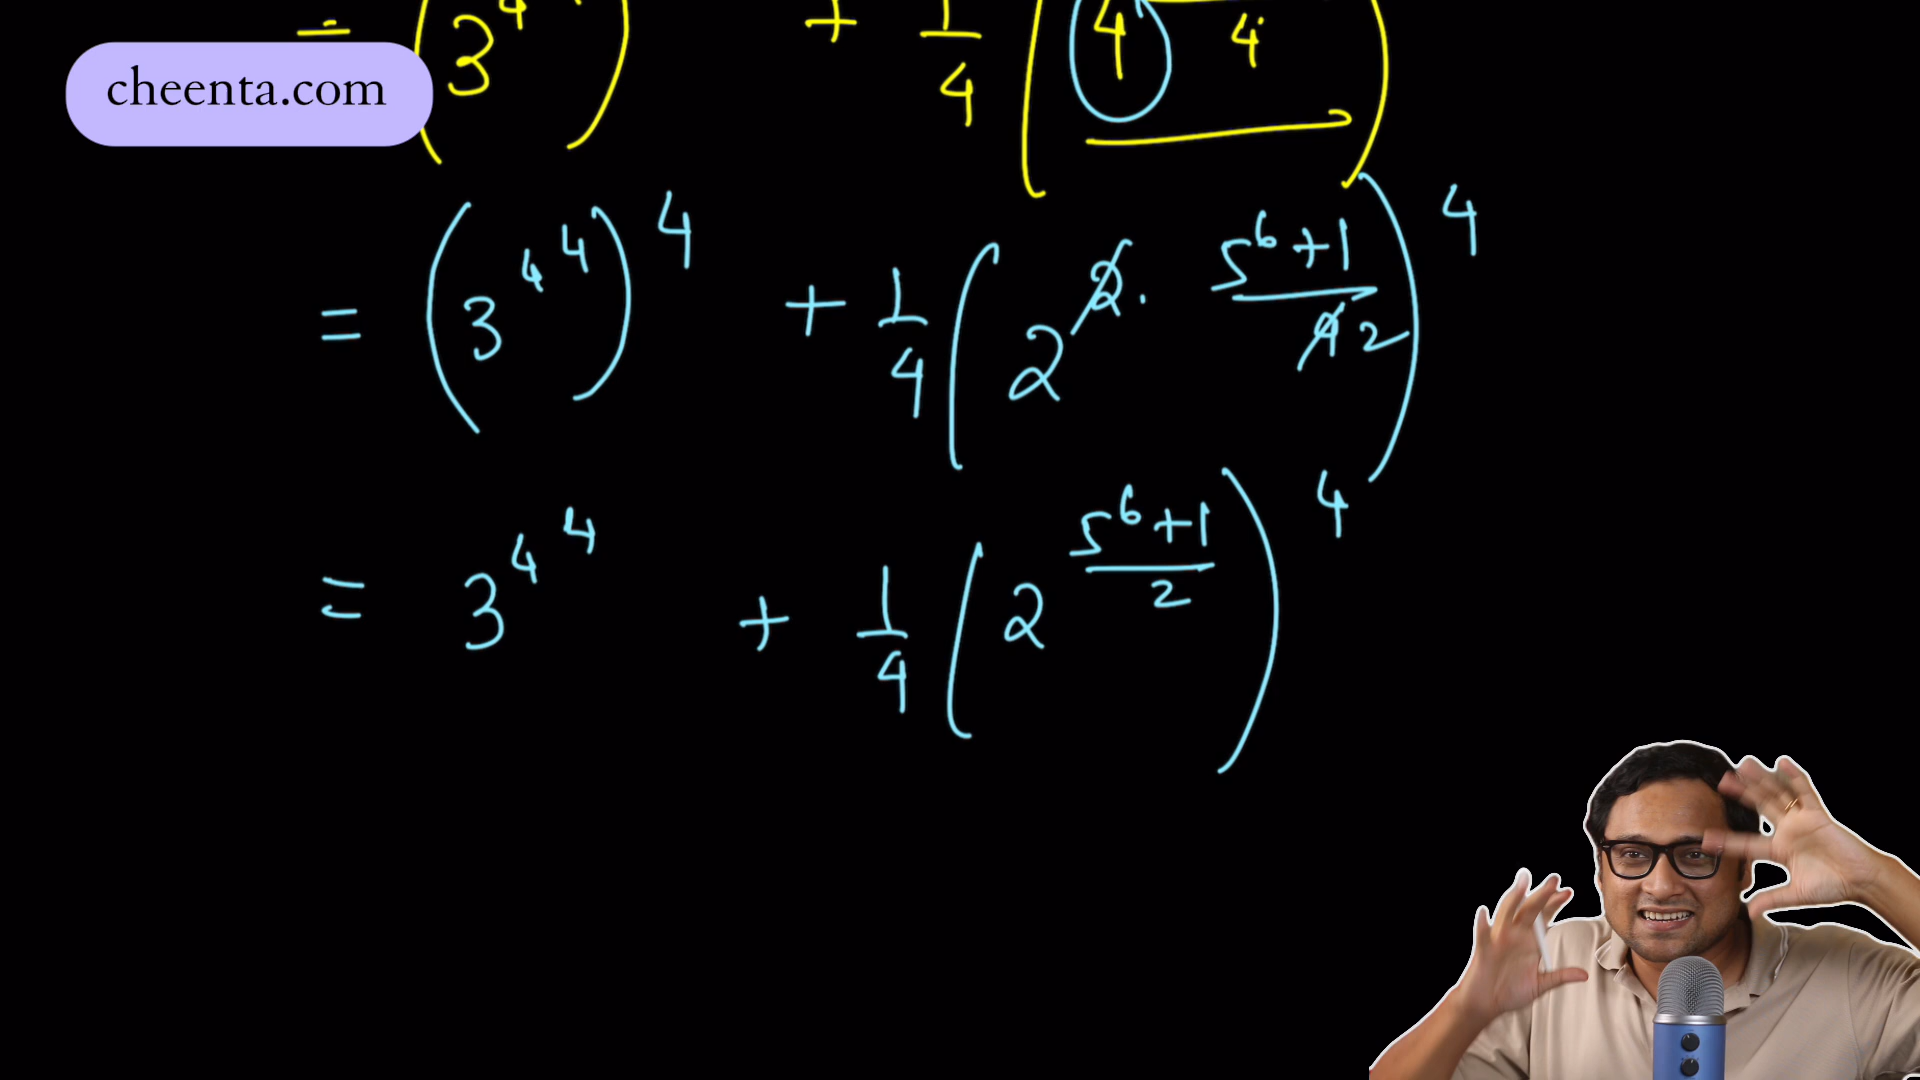 = (3^4 ) + 1/4 (4 4)
cheenta.com
= (3^4^4)^4 + 1/4 (2^2 · (5^6+1)/4 2)^4
= 3^4^4 + 1/4 (2^(5^6+1)/2)^4